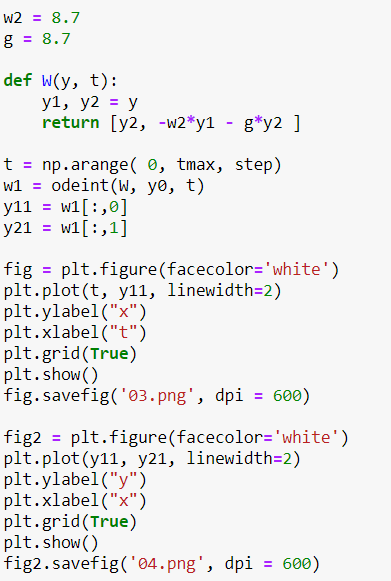 w2 = 8.7
g = 8.7

def W(y, t):
    y1, y2 = y
    return [y2, -w2*y1 - g*y2 ]

t = np.arange( 0, tmax, step)
w1 = odeint(W, y0, t)
y11 = w1[:,0]
y21 = w1[:,1]

fig = plt.figure(facecolor='white')
plt.plot(t, y11, linewidth=2)
plt.ylabel("x")
plt.xlabel("t")
plt.grid(True)
plt.show()
fig.savefig('03.png', dpi = 600)

fig2 = plt.figure(facecolor='white')
plt.plot(y11, y21, linewidth=2)
plt.ylabel("y")
plt.xlabel("x")
plt.grid(True)
plt.show()
fig2.savefig('04.png', dpi = 600)